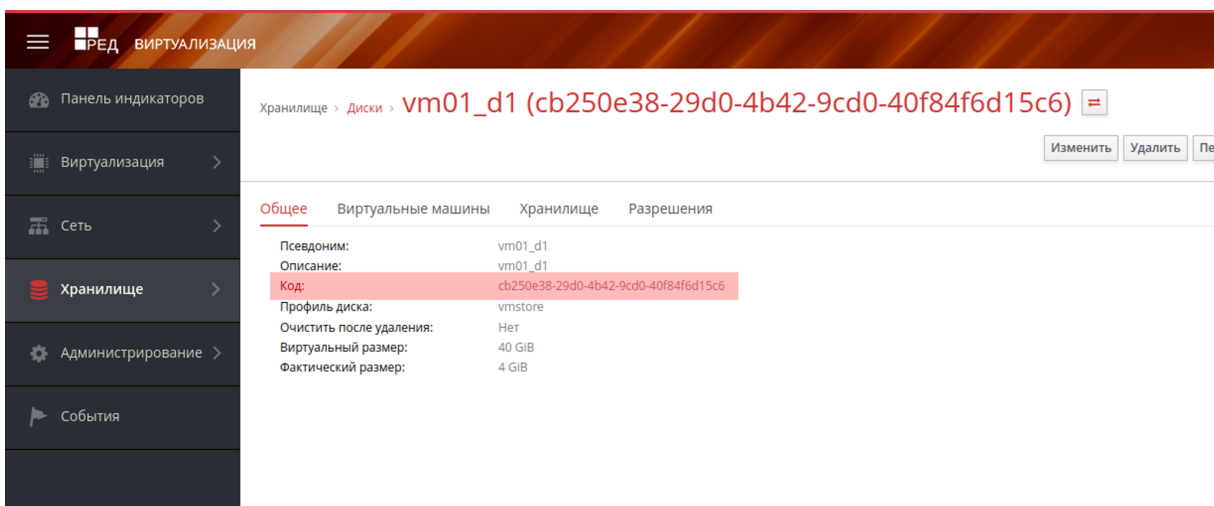 РЕД ВИРТУАЛИЗАЦИЯ
Панель индикаторов
Виртуализация
Сеть
Хранилище
Администрирование
События
Хранилище › Диски › vm01_d1 (cb250e38-29d0-4b42-9cd0-40f84f6d15c6)
Изменить Удалить Пе
Общее Виртуальные машины Хранилище Разрешения
Псевдоним: vm01_d1
Описание: vm01_d1
Код: cb250e38-29d0-4b42-9cd0-40f84f6d15c6
Профиль диска: vmstore
Очистить после удаления: Нет
Виртуальный размер: 40 GiB
Фактический размер: 4 GiB